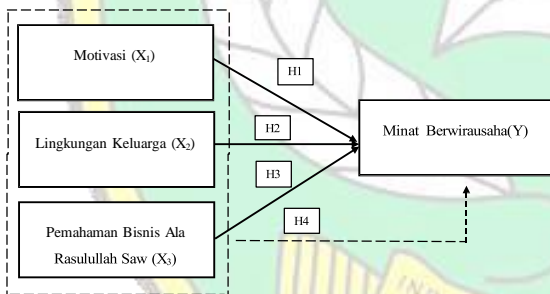 Motivasi (X₁)
H1
Lingkungan Keluarga (X₂)
H2
Minat Berwirausaha(Y)
H3
Pemahaman Bisnis Ala
Rasulullah Saw (X₃)
H4